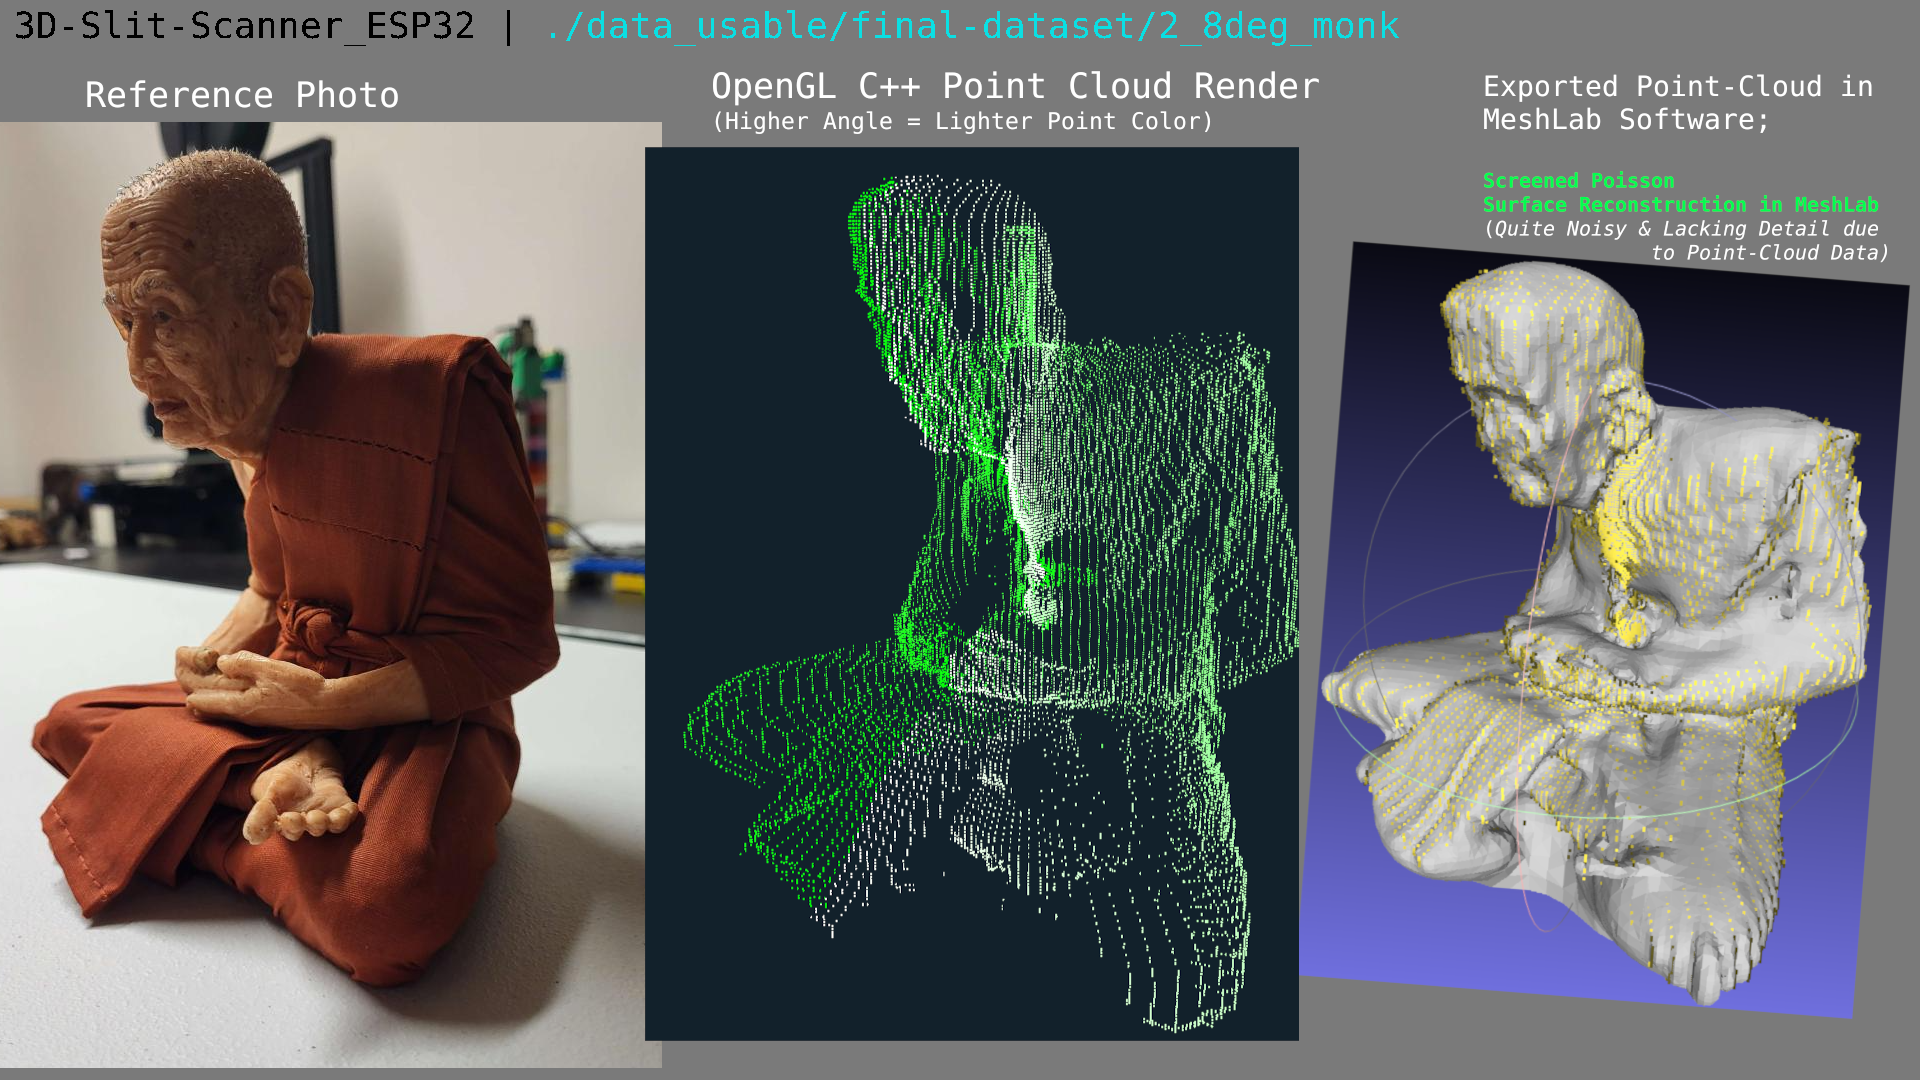 3D-Slit-Scanner_ESP32 | ./data_usable/final-dataset/2_8deg_monk
Reference Photo
OpenGL C++ Point Cloud Render
(Higher Angle = Lighter Point Color)
Exported Point-Cloud in
MeshLab Software;
Screened Poisson
Surface Reconstruction in MeshLab
(Quite Noisy & Lacking Detail due
to Point-Cloud Data)